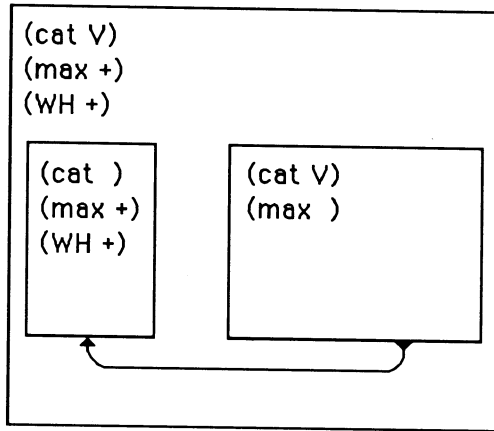 (cat V)
(max +)
(WH +)
(cat )
(max +)
(WH +)
(cat V)
(max )